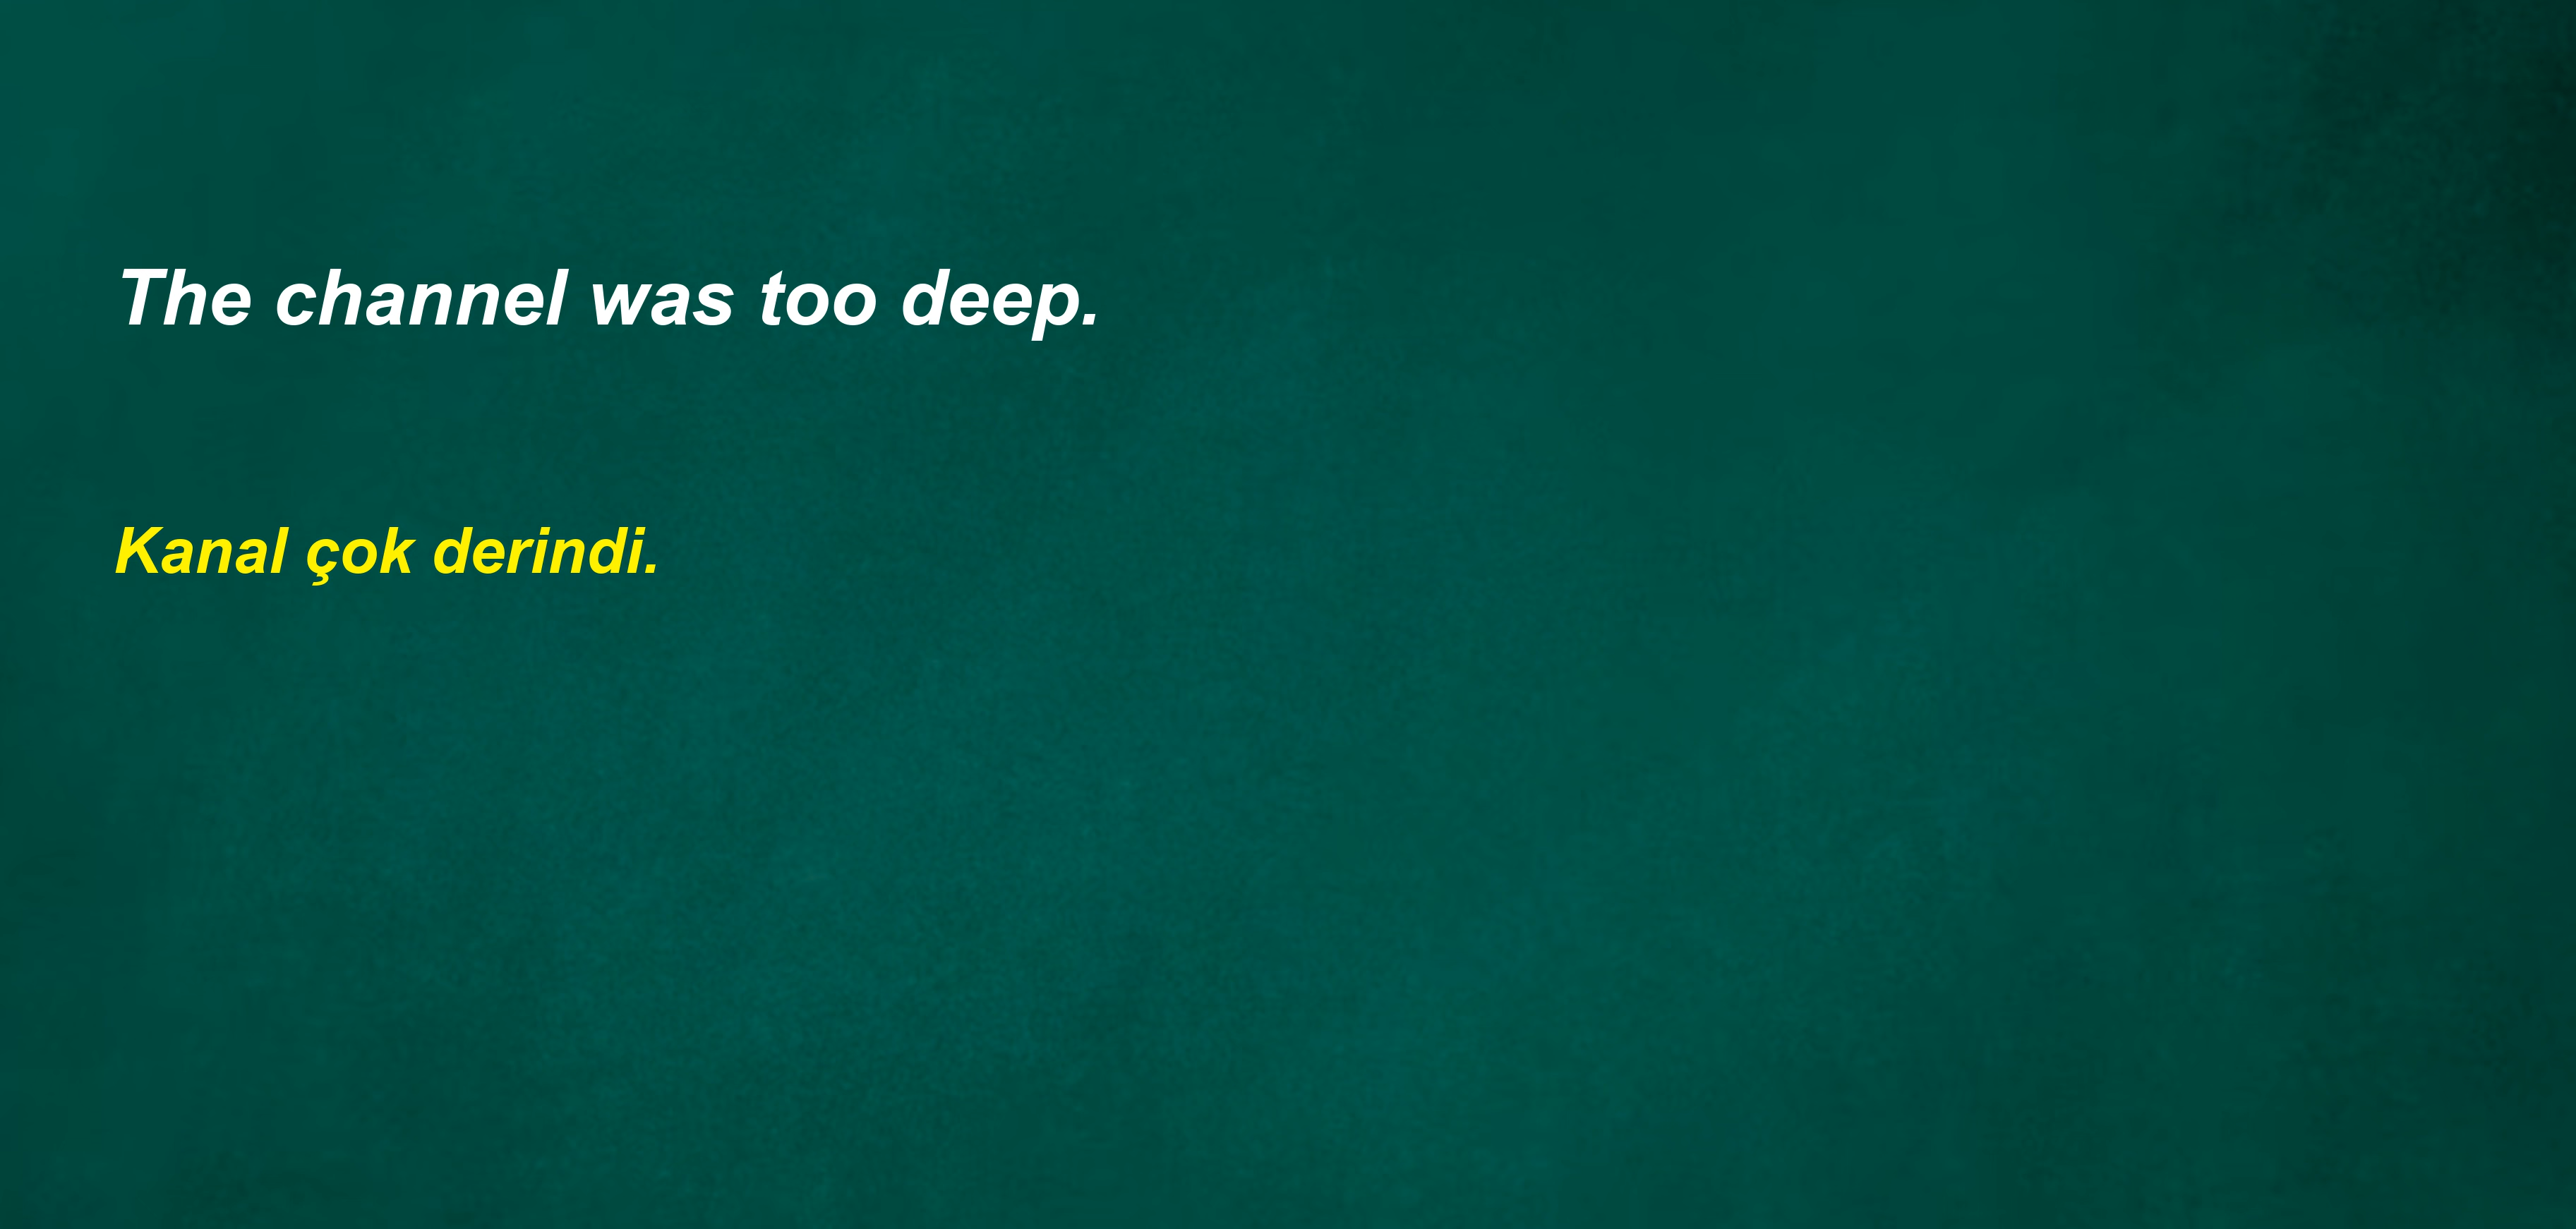 The channel was too deep.
Kanal çok derindi.